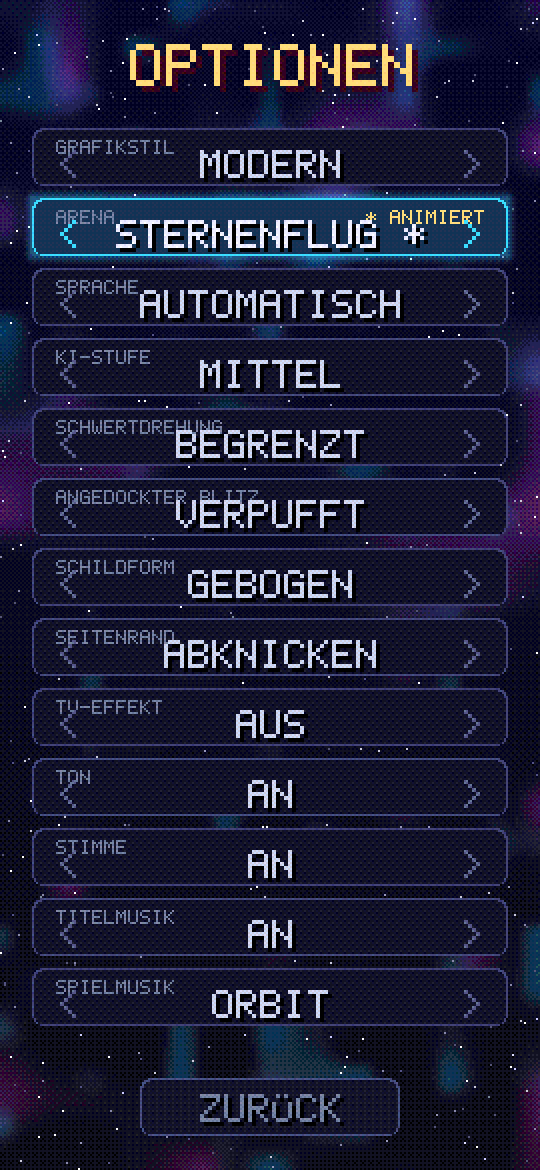 OPTIONEN
GRAFIKSTIL
< MODERN >
ARENA * ANIMIERT
< STERNENFLUG * >
SPRACHE
< AUTOMATISCH >
KI-STUFE
< MITTEL >
SCHWERTDREHUNG
< BEGRENZT >
ANGEDOCKTER BLITZ
< VERPUFFT >
SCHILDFORM
< GEBOGEN >
SEITENRAND
< ABKNICKEN >
TV-EFFEKT
< AUS >
TON
< AN >
STIMME
< AN >
TITELMUSIK
< AN >
SPIELMUSIK
< ORBIT >
ZURüCK